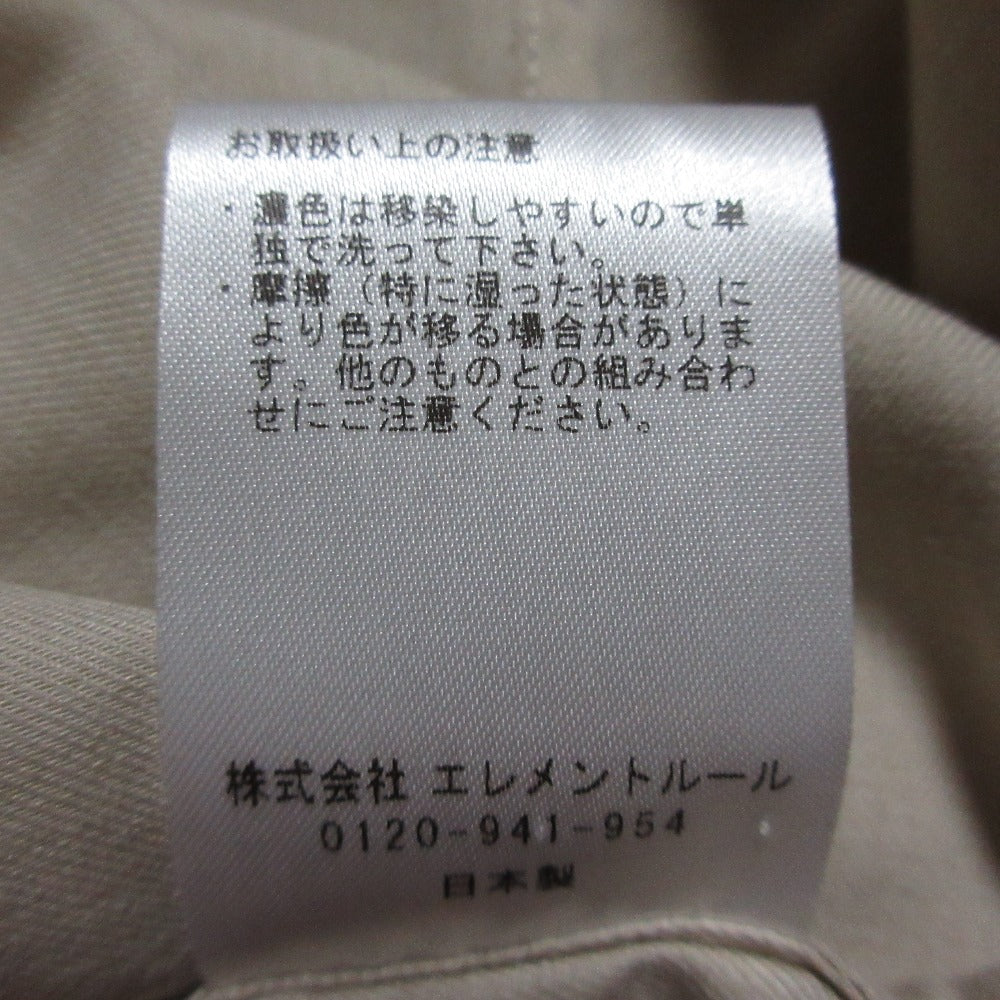 お取扱い上の注意
・濃色は移染しやすいので単
独で洗って下さい。
・摩擦（特に湿った状態）に
より色が移る場合がありま
す。他のものとの組み合わ
せにご注意ください。
株式会社 エレメントルール
0120-941-954
日本製